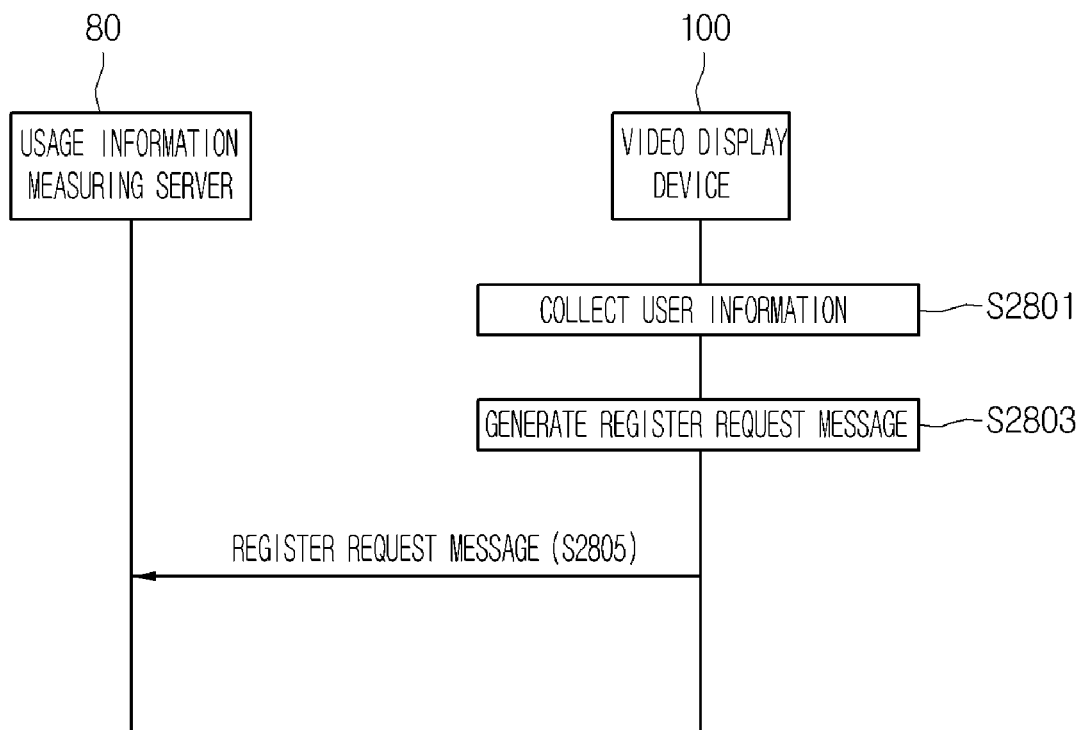 80
100
USAGE INFORMATION
MEASURING SERVER
VIDEO DISPLAY
DEVICE
COLLECT USER INFORMATION
S2801
GENERATE REGISTER REQUEST MESSAGE
S2803
REGISTER REQUEST MESSAGE (S2805)